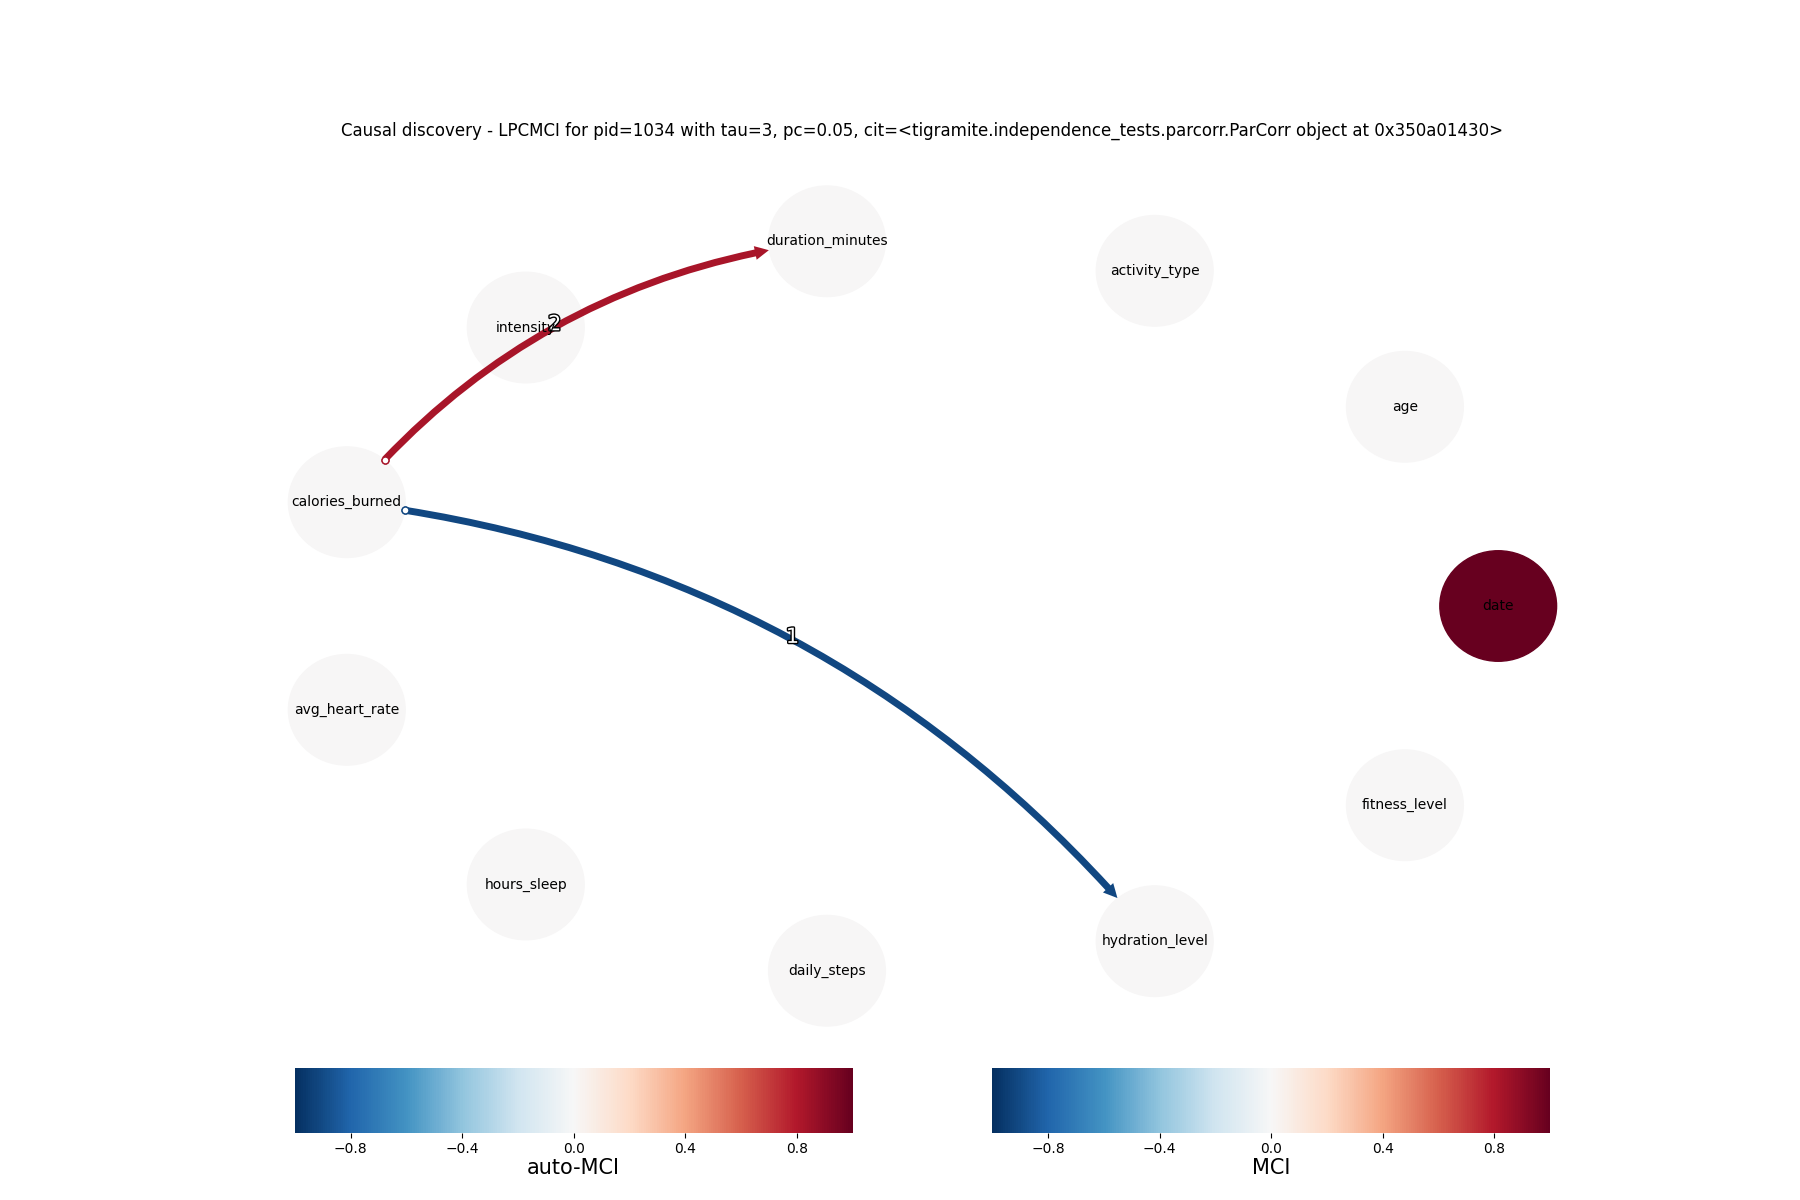 Causal discovery - LPCMCI for pid=1034 with tau=3, pc=0.05, cit=<tigramite.independence_tests.parcorr.ParCorr object at 0x350a01430>
duration_minutes
activity_type
intensity
2
age
calories_burned
date
1
avg_heart_rate
fitness_level
hours_sleep
hydration_level
daily_steps
−0.8 −0.4 0.0 0.4 0.8
auto-MCI
−0.8 −0.4 0.0 0.4 0.8
MCI